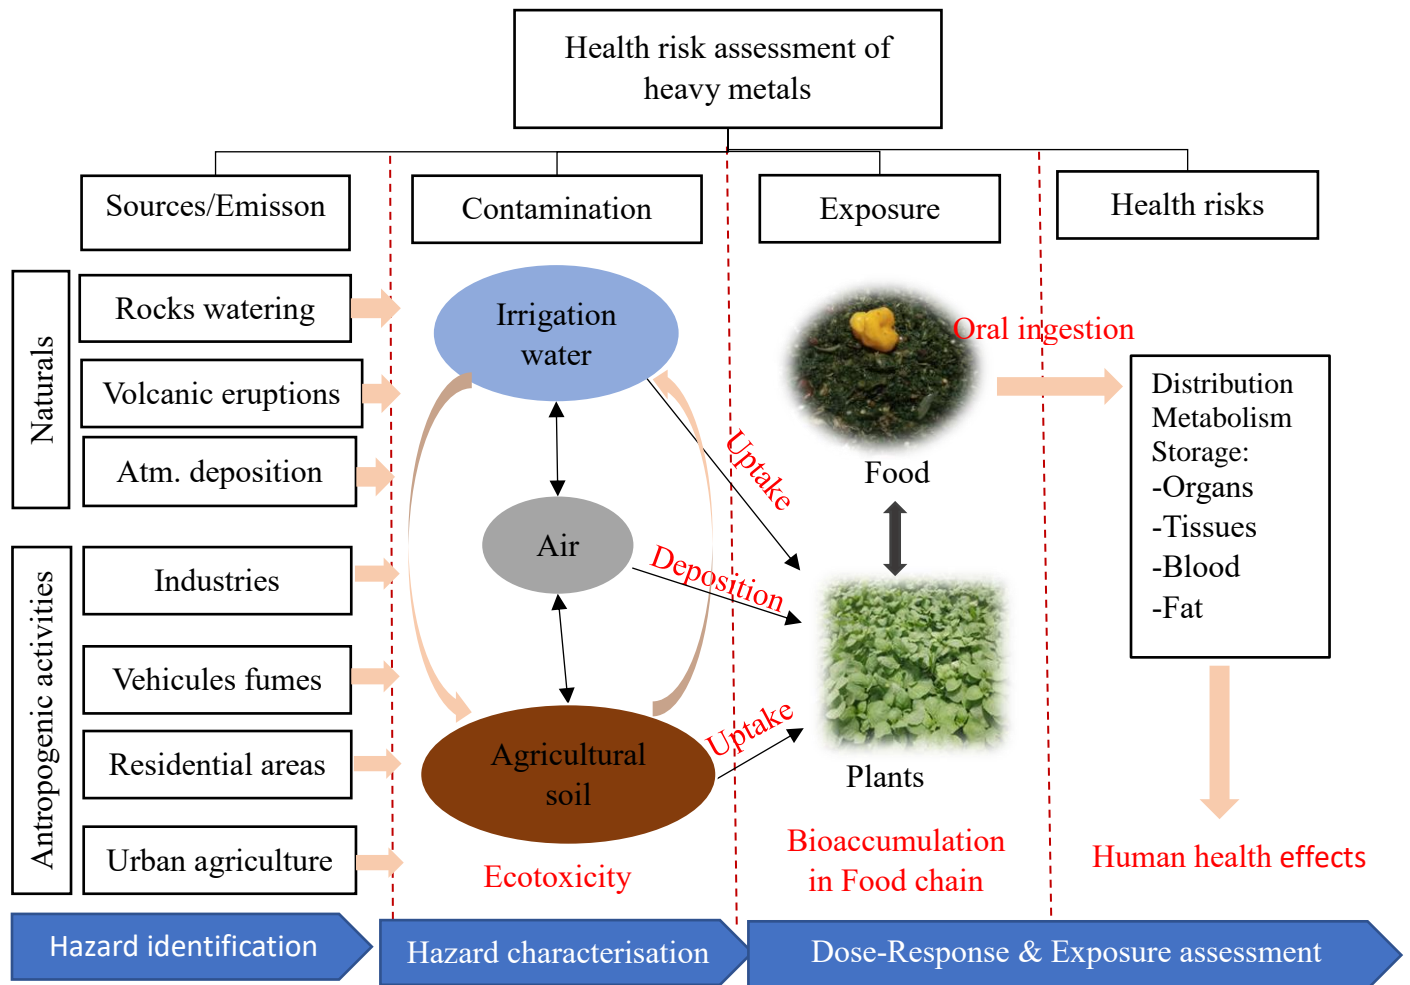 Health risk assessment of
heavy metals
Sources/Emisson
Contamination
Exposure
Health risks
Naturals
Rocks watering
Volcanic eruptions
Atm. deposition
Antropogenic activities
Industries
Vehicules fumes
Residential areas
Urban agriculture
Irrigation
water
Air
Agricultural
soil
Ecotoxicity
Uptake
Deposition
Uptake
Food
Plants
Bioaccumulation
in Food chain
Oral ingestion
Distribution
Metabolism
Storage:
-Organs
-Tissues
-Blood
-Fat
Human health effects
Hazard identification
Hazard characterisation
Dose-Response & Exposure assessment